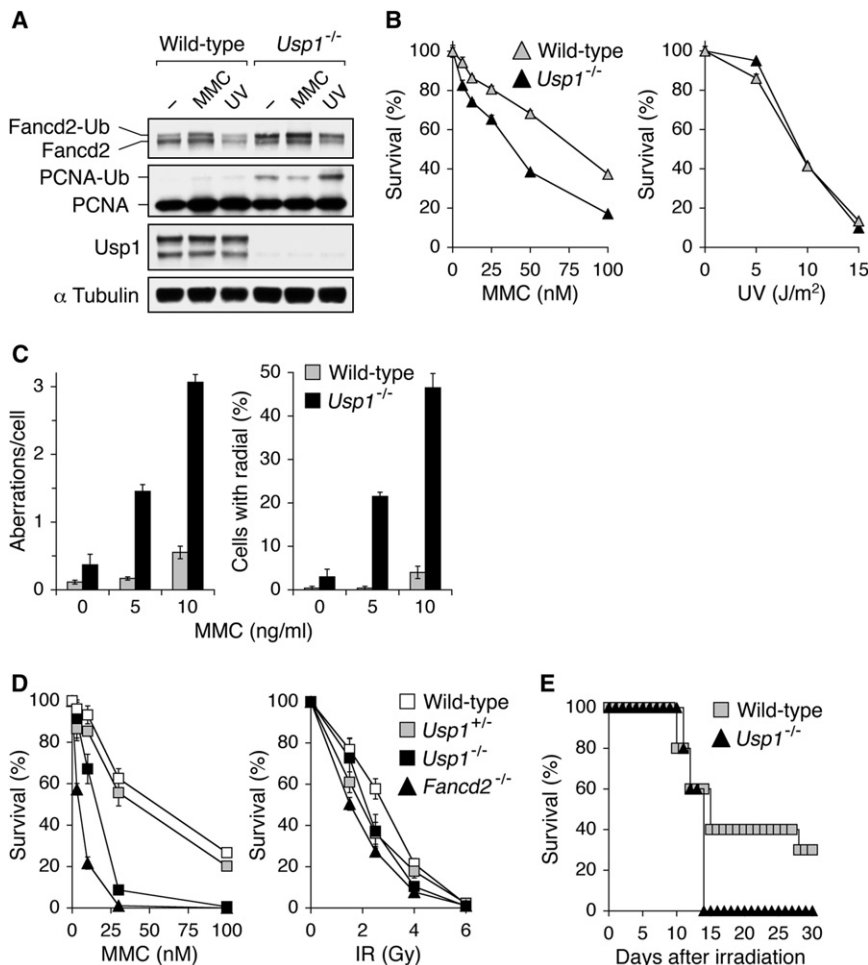 A
Wild-type
Usp1-/-
–
MMC
UV
–
MMC
UV
Fancd2-Ub
Fancd2
PCNA-Ub
PCNA
Usp1
α Tubulin
B
Survival (%)
100
80
60
40
20
0
0 25 50 75 100
MMC (nM)
Wild-type
Usp1-/-
Survival (%)
100
80
60
40
20
0
0 5 10 15
UV (J/m²)
C
Aberrations/cell
3
2
1
0
0 5 10
Cells with radial (%)
50
40
30
20
10
0
0 5 10
MMC (ng/ml)
Wild-type
Usp1-/-
D
Survival (%)
100
80
60
40
20
0
0 25 50 75 100
MMC (nM)
Survival (%)
100
80
60
40
20
0
0 2 4 6
IR (Gy)
Wild-type
Usp1+/-
Usp1-/-
Fancd2-/-
E
Survival (%)
100
80
60
40
20
0
0 5 10 15 20 25 30
Days after irradiation
Wild-type
Usp1-/-